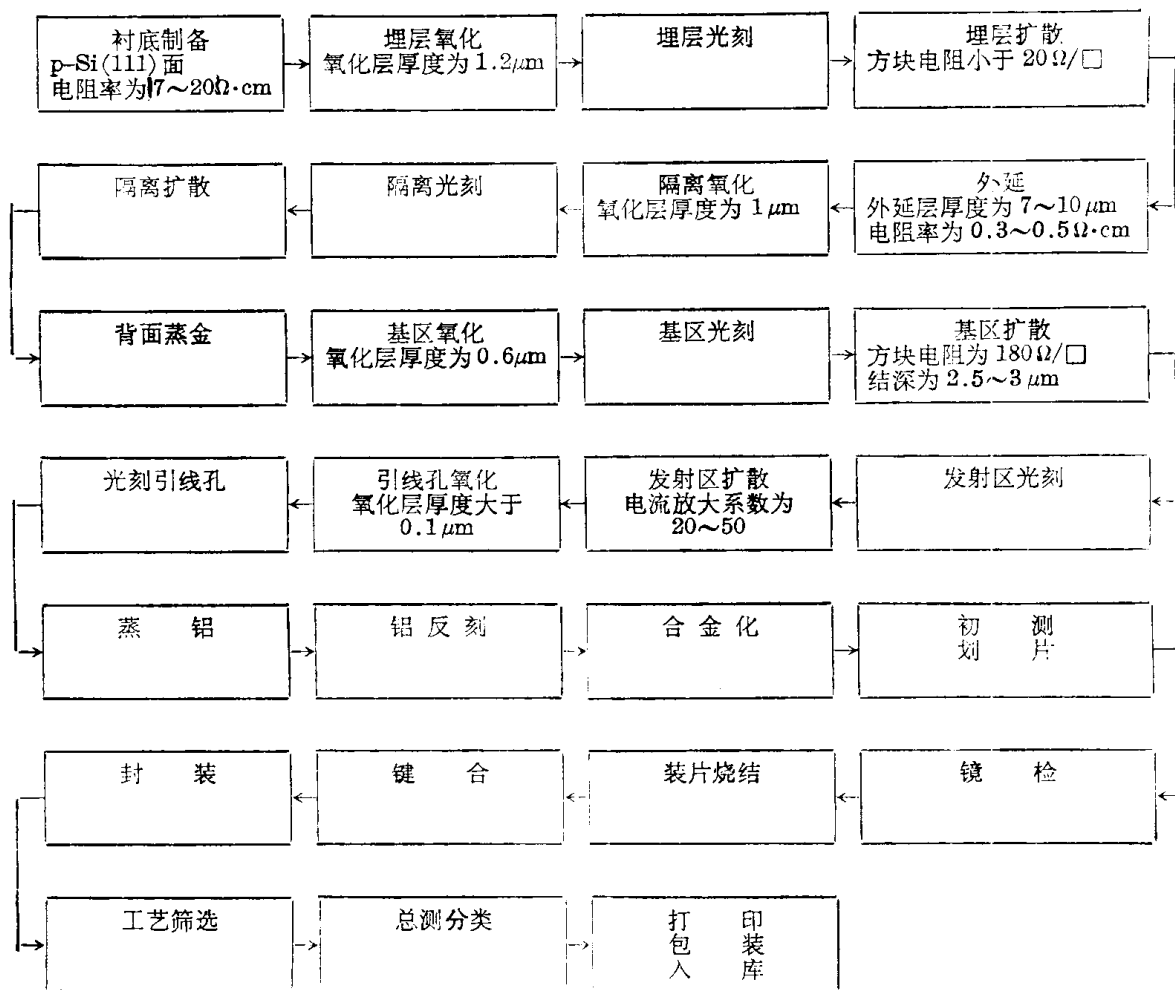 衬底制备
p-Si(111)面
电阻率为7～20Ω·cm
埋层氧化
氧化层厚度为1.2μm
埋层光刻
埋层扩散
方块电阻小于20Ω/□
隔离扩散
隔离光刻
隔离氧化
氧化层厚度为1μm
外延
外延层厚度为7～10μm
电阻率为0.3～0.5Ω·cm
背面蒸金
基区氧化
氧化层厚度为0.6μm
基区光刻
基区扩散
方块电阻为180Ω/□
结深为2.5～3μm
光刻引线孔
引线孔氧化
氧化层厚度大于
0.1μm
发射区扩散
电流放大系数为
20～50
发射区光刻
蒸 铝
铝反刻
合金化
初 测
划 片
封 装
键 合
装片烧结
镜 检
工艺筛选
总测分类
打 印
包 装
入 库